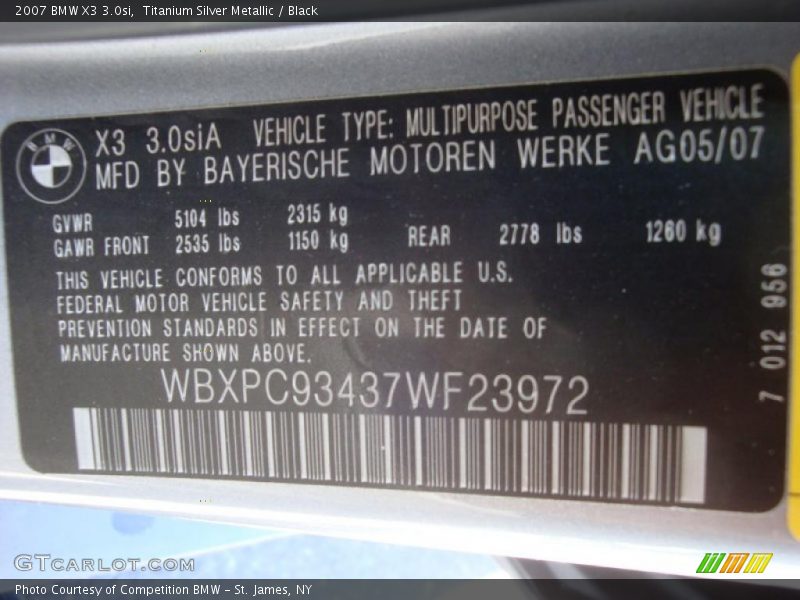 2007 BMW X3 3.0si, Titanium Silver Metallic / Black
BMW
X3 3.0siA VEHICLE TYPE: MULTIPURPOSE PASSENGER VEHICLE
MFD BY BAYERISCHE MOTOREN WERKE AG05/07
GVWR 5104 lbs 2315 kg
GAWR FRONT 2535 lbs 1150 kg REAR 2778 lbs 1260 kg
THIS VEHICLE CONFORMS TO ALL APPLICABLE U.S.
FEDERAL MOTOR VEHICLE SAFETY AND THEFT
PREVENTION STANDARDS IN EFFECT ON THE DATE OF
MANUFACTURE SHOWN ABOVE.
WBXPC93437WF23972
7 012 956
GTcarlot.com
Photo Courtesy of Competition BMW – St. James, NY